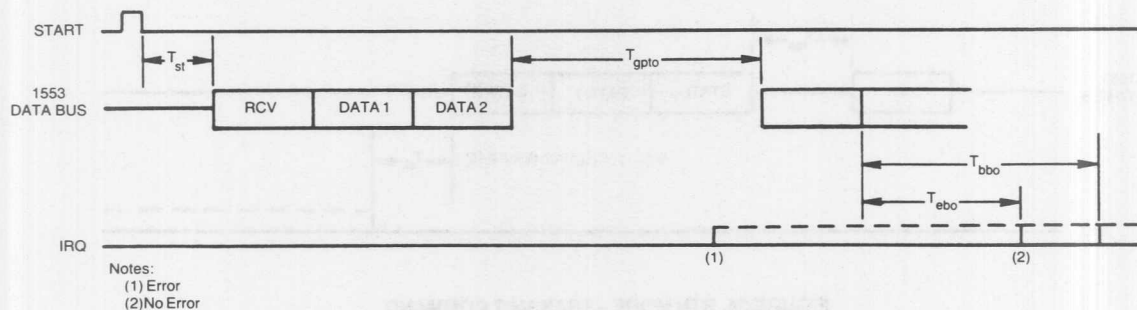 START
T_st
T_gpto
1553
DATA BUS
RCV
DATA 1
DATA 2
T_bbo
T_ebo
IRQ
(1)
(2)
Notes:
(1) Error
(2)No Error